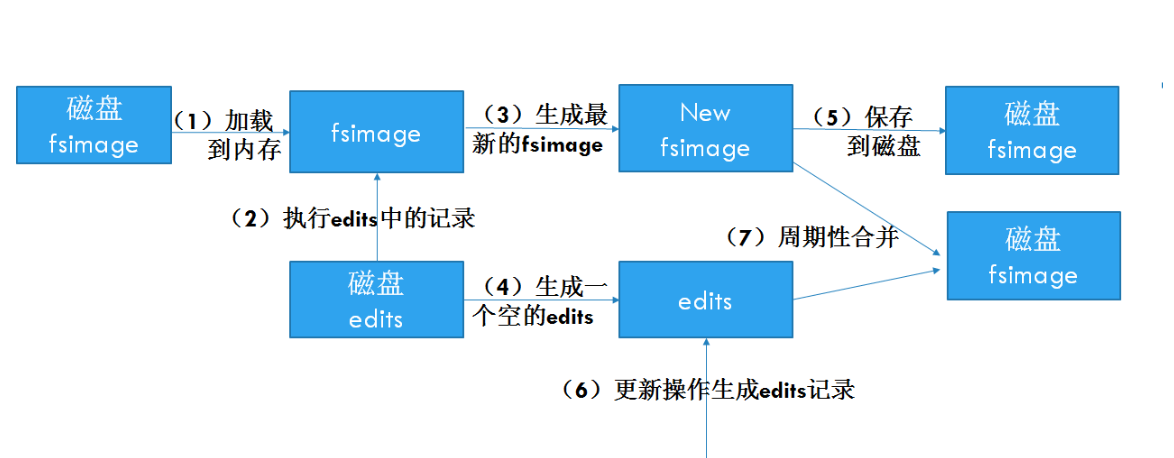 磁盘
fsimage
（1）加载
到内存
fsimage
（3）生成最
新的fsimage
New
fsimage
（5）保存
到磁盘
磁盘
fsimage
（2）执行edits中的记录
（7）周期性合并
磁盘
fsimage
磁盘
edits
（4）生成一
个空的edits
edits
（6）更新操作生成edits记录